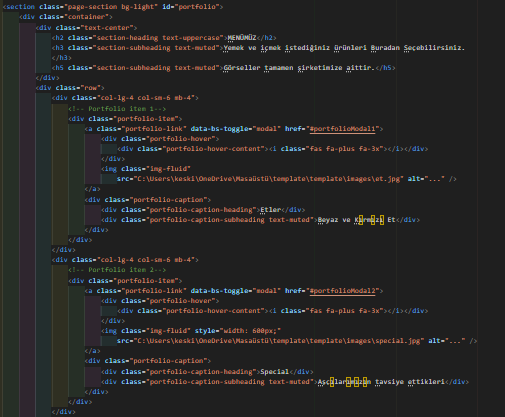 <section class="page-section bg-light" id="portfolio">
<div class="container">
<div class="text-center">
<h2 class="section-heading text-uppercase">MENÜMÜZ</h2>
<h3 class="section-subheading text-muted">Yemek ve İçmek İstediğiniz Ürünleri Buradan Seçebilirsiniz.
</h3>
<h5 class="section-subheading text-muted">Görseller tamamen şirketimize aittir.</h5>
</div>
<div class="row">
<div class="col-lg-4 col-sm-6 mb-4">
<!-- Portfolio item 1-->
<div class="portfolio-item">
<a class="portfolio-link" data-bs-toggle="modal" href="#portfolioModal1">
<div class="portfolio-hover">
<div class="portfolio-hover-content"><i class="fas fa-plus fa-3x"></i></div>
</div>
<img class="img-fluid"
src="C:\Users\keski\OneDrive\Masaüstü\template\template\images\et.jpg" alt="..." />
</a>
<div class="portfolio-caption">
<div class="portfolio-caption-heading">Etler</div>
<div class="portfolio-caption-subheading text-muted">Beyaz ve Kırmızı Et</div>
</div>
</div>
</div>
<div class="col-lg-4 col-sm-6 mb-4">
<!-- Portfolio item 2-->
<div class="portfolio-item">
<a class="portfolio-link" data-bs-toggle="modal" href="#portfolioModal2">
<div class="portfolio-hover">
<div class="portfolio-hover-content"><i class="fas fa-plus fa-3x"></i></div>
</div>
<img class="img-fluid" style="width: 600px;"
src="C:\Users\keski\OneDrive\Masaüstü\template\template\images\special.jpg" alt="..." />
</a>
<div class="portfolio-caption">
<div class="portfolio-caption-heading">Special</div>
<div class="portfolio-caption-subheading text-muted">Aşçılarımızın tavsiye ettikleri</div>
</div>
</div>
</div>